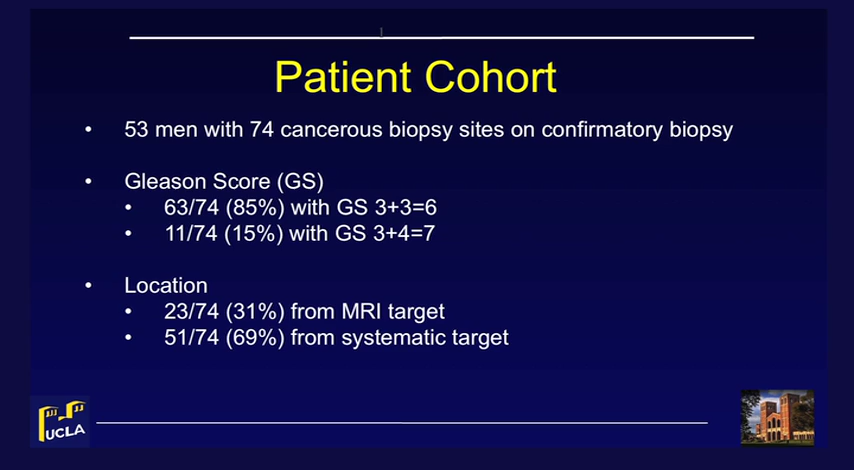 Patient Cohort
• 53 men with 74 cancerous biopsy sites on confirmatory biopsy
• Gleason Score (GS)
• 63/74 (85%) with GS 3+3=6
• 11/74 (15%) with GS 3+4=7
• Location
• 23/74 (31%) from MRI target
• 51/74 (69%) from systematic target
UCLA